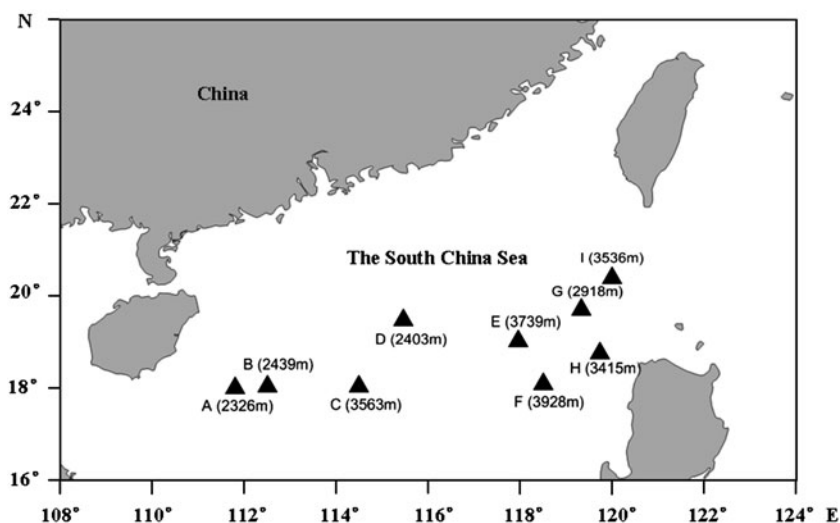 N
China
24°
22°
The South China Sea
I (3536m)
20°
G (2918m)
E (3739m)
D (2403m)
B (2439m)
H (3415m)
18°
A (2326m)
C (3563m)
F (3928m)
16°
108° 110° 112° 114° 116° 118° 120° 122° 124° E